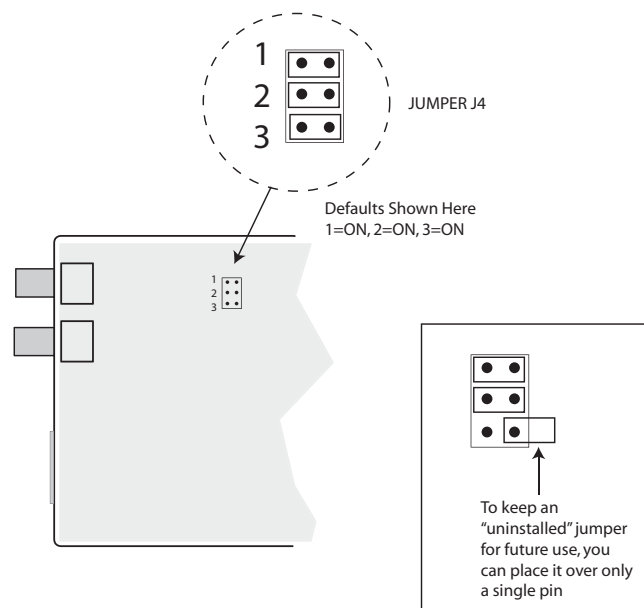 1
2
3
JUMPER J4
Defaults Shown Here
1=ON, 2=ON, 3=ON
1
2
3
To keep an
“uninstalled” jumper
for future use, you
can place it over only
a single pin